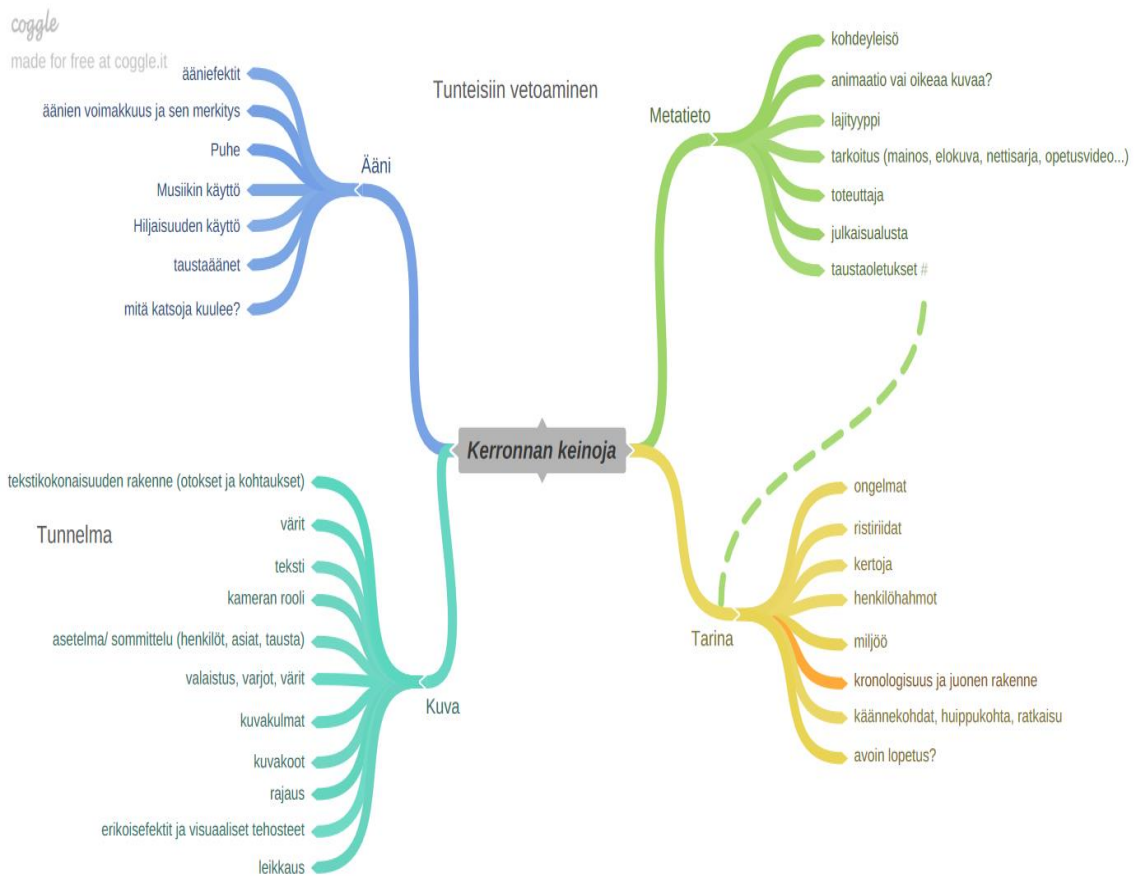 coggle
made for free at coggle.it
Tunteisiin vetoaminen
ääniefektit
äänien voimakkuus ja sen merkitys
Puhe
Musiikin käyttö
Hiljaisuuden käyttö
taustaäänet
mitä katsoja kuulee?
Ääni
Metatieto
kohdeyleisö
animaatio vai oikeaa kuvaa?
lajityyppi
tarkoitus (mainos, elokuva, nettisarja, opetusvideo...)
toteuttaja
julkaisualusta
taustaoletukset #
Kerronnan keinoja
tekstikokonaisuuden rakenne (otokset ja kohtaukset)
Tunnelma
värit
teksti
kameran rooli
asetelma/ sommittelu (henkilöt, asiat, tausta)
valaistus, varjot, värit
kuvakulmat
kuvakoot
rajaus
erikoisefektit ja visuaaliset tehosteet
leikkaus
Kuva
Tarina
ongelmat
ristiriidat
kertoja
henkilöhahmot
miljöö
kronologisuus ja juonen rakenne
käännekohdat, huippukohta, ratkaisu
avoin lopetus?